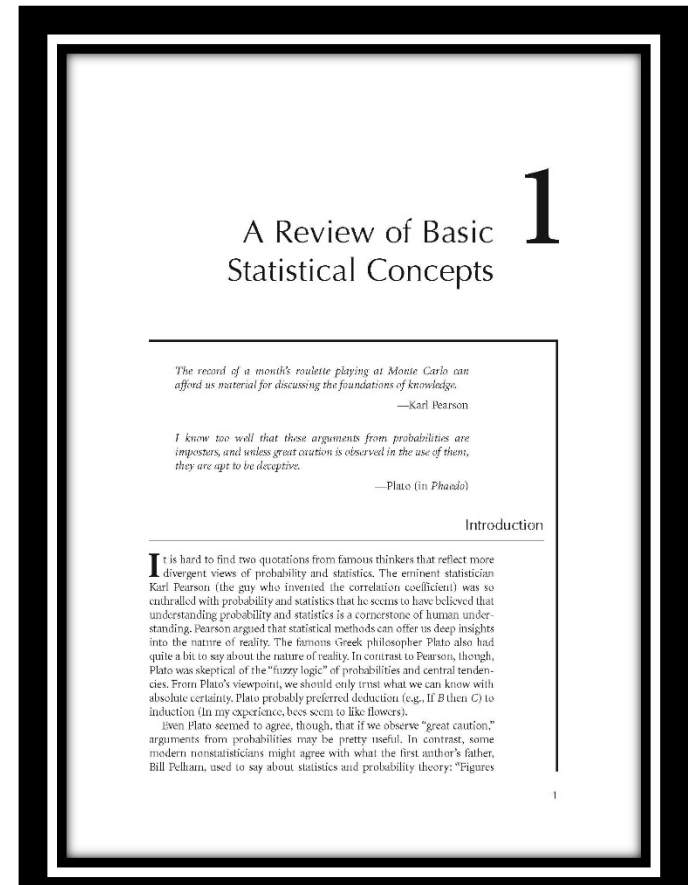 1
A Review of Basic
Statistical Concepts
The record of a month's roulette playing at Monte Carlo can
afford us material for discussing the foundations of knowledge.
—Karl Pearson
I know too well that these arguments from probabilities are
imposters, and unless great caution is observed in the use of them,
they are apt to be deceptive.
—Plato (in Phaedo)
Introduction
It is hard to find two quotations from famous thinkers that reflect more
divergent views of probability and statistics. The eminent statistician
Karl Pearson (the guy who invented the correlation coefficient) was so
enthralled with probability and statistics that he seems to have believed that
understanding probability and statistics is a cornerstone of human under-
standing. Pearson argued that statistical methods can offer us deep insights
into the nature of reality. The famous Greek philosopher Plato also had
quite a bit to say about the nature of reality. In contrast to Pearson, though,
Plato was skeptical of the "fuzzy logic" of probabilities and central tenden-
cies. From Plato's viewpoint, we should only trust what we can know with
absolute certainty. Plato probably preferred deduction (e.g., If B then C) to
induction (In my experience, bees seem to like flowers).
Even Plato seemed to agree, though, that if we observe "great caution,"
arguments from probabilities may be pretty useful. In contrast, some
modern nonstatisticians might agree with what the first author's father,
Bill Pelham, used to say about statistics and probability theory: "Figures
1